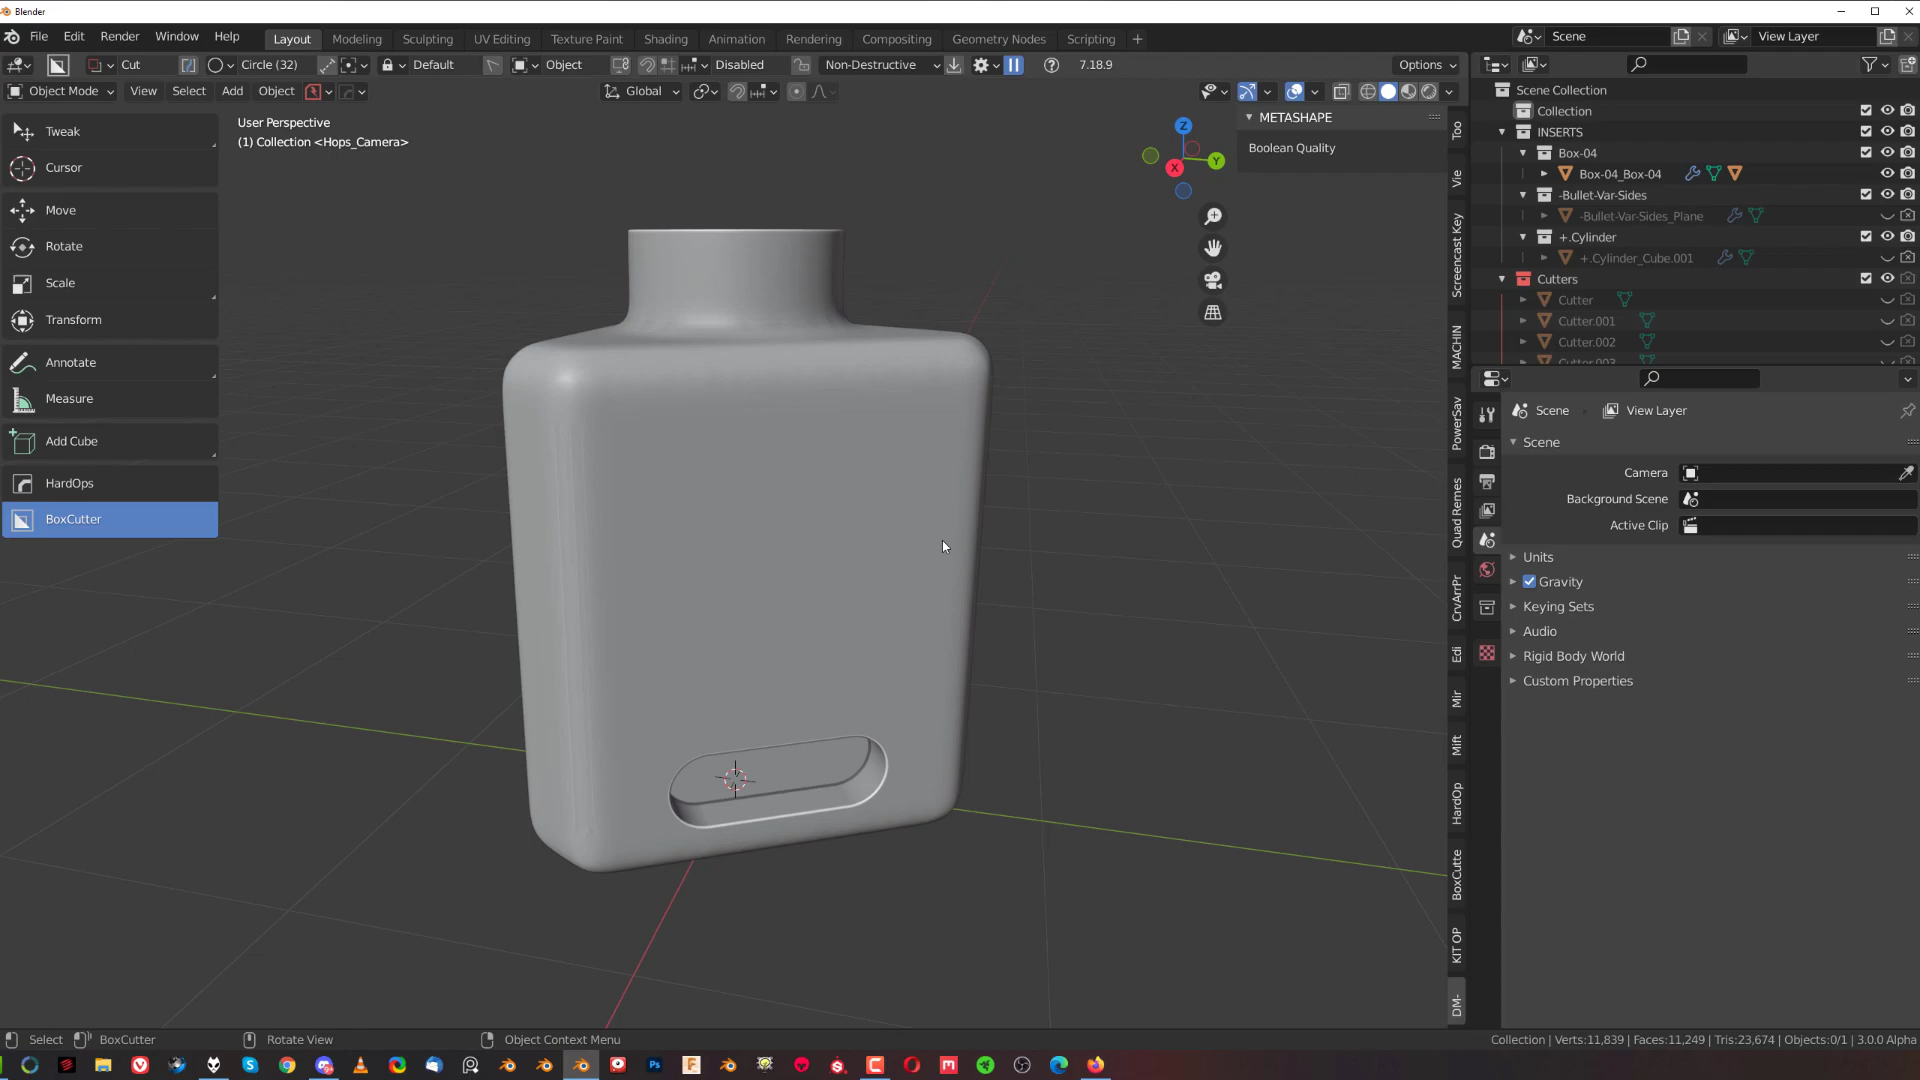 Blender
File Edit Render Window Help
Layout Modeling Sculpting UV Editing Texture Paint Shading Animation Rendering Compositing Geometry Nodes Scripting +
Scene View Layer
Cut Circle (32) Default Object Disabled Non-Destructive 7.18.9 Options
Object Mode View Select Add Object Global
User Perspective
(1) Collection <Hops_Camera>
Tweak
Cursor
Move
Rotate
Scale
Transform
Annotate
Measure
Add Cube
HardOps
BoxCutter
METASHAPE
Boolean Quality
Z
Y
X
Too
Vie
Screencast Key
MACHIN
PowerSav
Quad Remes
CrvArrPr
Edi
Mir
Mift
HardOp
BoxCutte
KIT OP
DM-
Scene Collection
Collection
INSERTS
Box-04
Box-04_Box-04
-Bullet-Var-Sides
-Bullet-Var-Sides_Plane
+.Cylinder
+.Cylinder_Cube.001
Cutters
Cutter
Cutter.001
Cutter.002
Cutter.003
Scene View Layer
Scene
Camera
Background Scene
Active Clip
Units
Gravity
Keying Sets
Audio
Rigid Body World
Custom Properties
Select BoxCutter Rotate View Object Context Menu
Collection | Verts:11,839 | Faces:11,249 | Tris:23,674 | Objects:0/1 | 3.0.0 Alpha